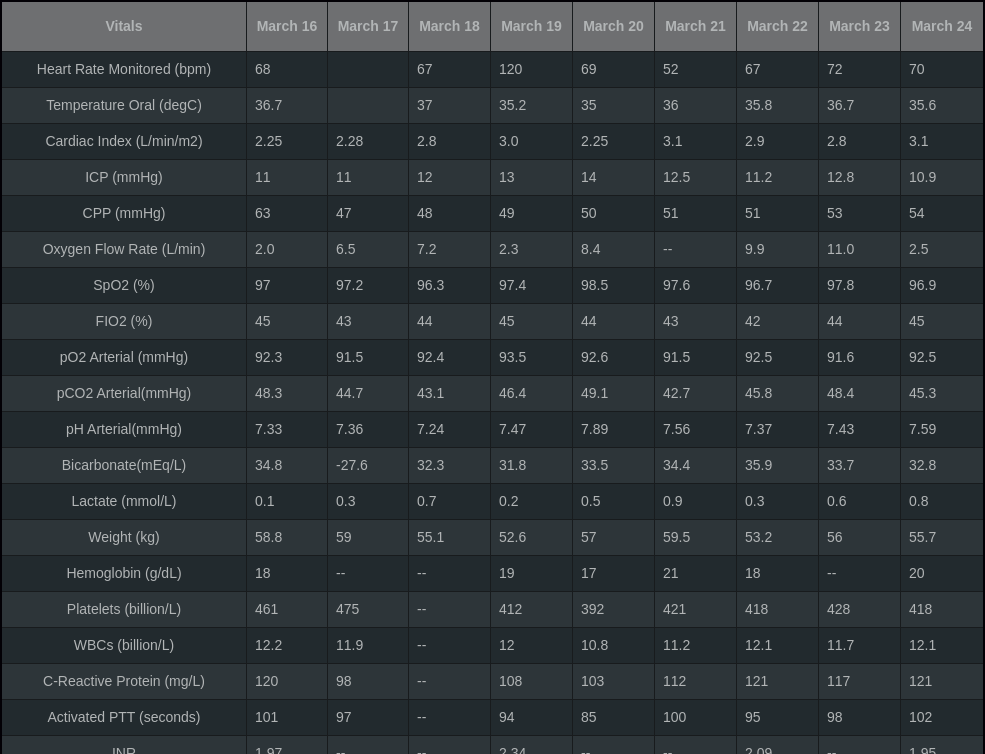 Vitals March 16 March 17 March 18 March 19 March 20 March 21 March 22 March 23 March 24
Heart Rate Monitored (bpm) 68 67 120 69 52 67 72 70
Temperature Oral (degC) 36.7 37 35.2 35 36 35.8 36.7 35.6
Cardiac Index (L/min/m2) 2.25 2.28 2.8 3.0 2.25 3.1 2.9 2.8 3.1
ICP (mmHg) 11 11 12 13 14 12.5 11.2 12.8 10.9
CPP (mmHg) 63 47 48 49 50 51 51 53 54
Oxygen Flow Rate (L/min) 2.0 6.5 7.2 2.3 8.4 -- 9.9 11.0 2.5
SpO2 (%) 97 97.2 96.3 97.4 98.5 97.6 96.7 97.8 96.9
FIO2 (%) 45 43 44 45 44 43 42 44 45
pO2 Arterial (mmHg) 92.3 91.5 92.4 93.5 92.6 91.5 92.5 91.6 92.5
pCO2 Arterial(mmHg) 48.3 44.7 43.1 46.4 49.1 42.7 45.8 48.4 45.3
pH Arterial(mmHg) 7.33 7.36 7.24 7.47 7.89 7.56 7.37 7.43 7.59
Bicarbonate(mEq/L) 34.8 -27.6 32.3 31.8 33.5 34.4 35.9 33.7 32.8
Lactate (mmol/L) 0.1 0.3 0.7 0.2 0.5 0.9 0.3 0.6 0.8
Weight (kg) 58.8 59 55.1 52.6 57 59.5 53.2 56 55.7
Hemoglobin (g/dL) 18 -- -- 19 17 21 18 -- 20
Platelets (billion/L) 461 475 -- 412 392 421 418 428 418
WBCs (billion/L) 12.2 11.9 -- 12 10.8 11.2 12.1 11.7 12.1
C-Reactive Protein (mg/L) 120 98 -- 108 103 112 121 117 121
Activated PTT (seconds) 101 97 -- 94 85 100 95 98 102
INR 1.97 -- -- 2.34 -- -- 2.09 -- 1.95